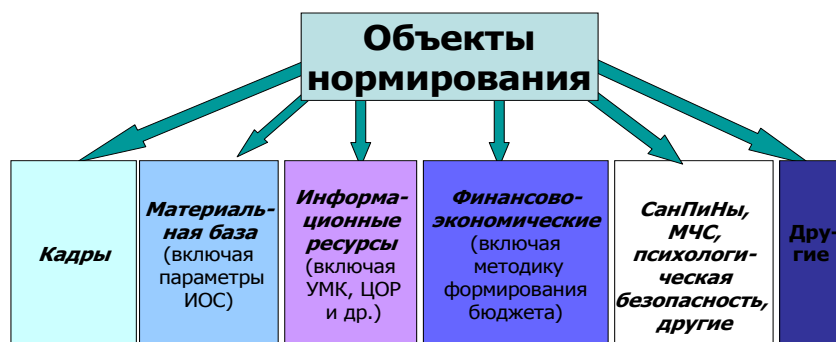 Объекты
нормирования
Кадры
Материаль-
ная база
(включая
параметры
ИОС)
Информа-
ционные
ресурсы
(включая
УМК, ЦОР
и др.)
Финансово-
экономические
(включая
методику
формирования
бюджета)
СанПиНы,
МЧС,
психологи-
ческая
безопасность,
другие
Дру-
гие